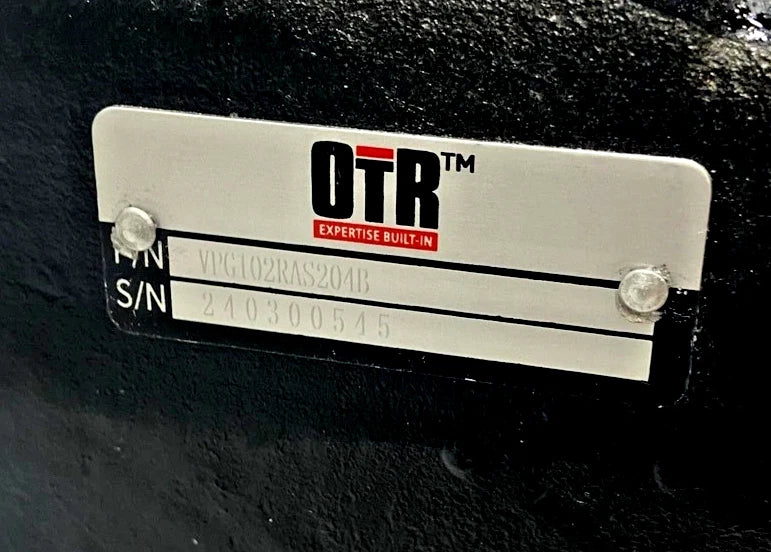 OTR™
EXPERTISE BUILT-IN
P/N VPG102RAS204B
S/N 240300545